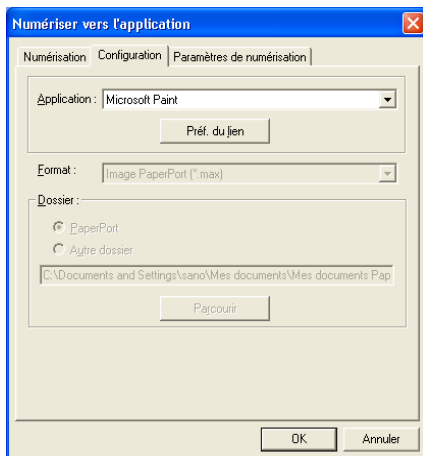 Numériser vers l'application
Numérisation Configuration Paramètres de numérisation
Application : Microsoft Paint
Préf. du lien
Format : Image PaperPort (*.max)
Dossier :
PaperPort
Autre dossier
C:\Documents and Settings\sano\Mes documents\Mes documents Pap
Parcourir
OK Annuler